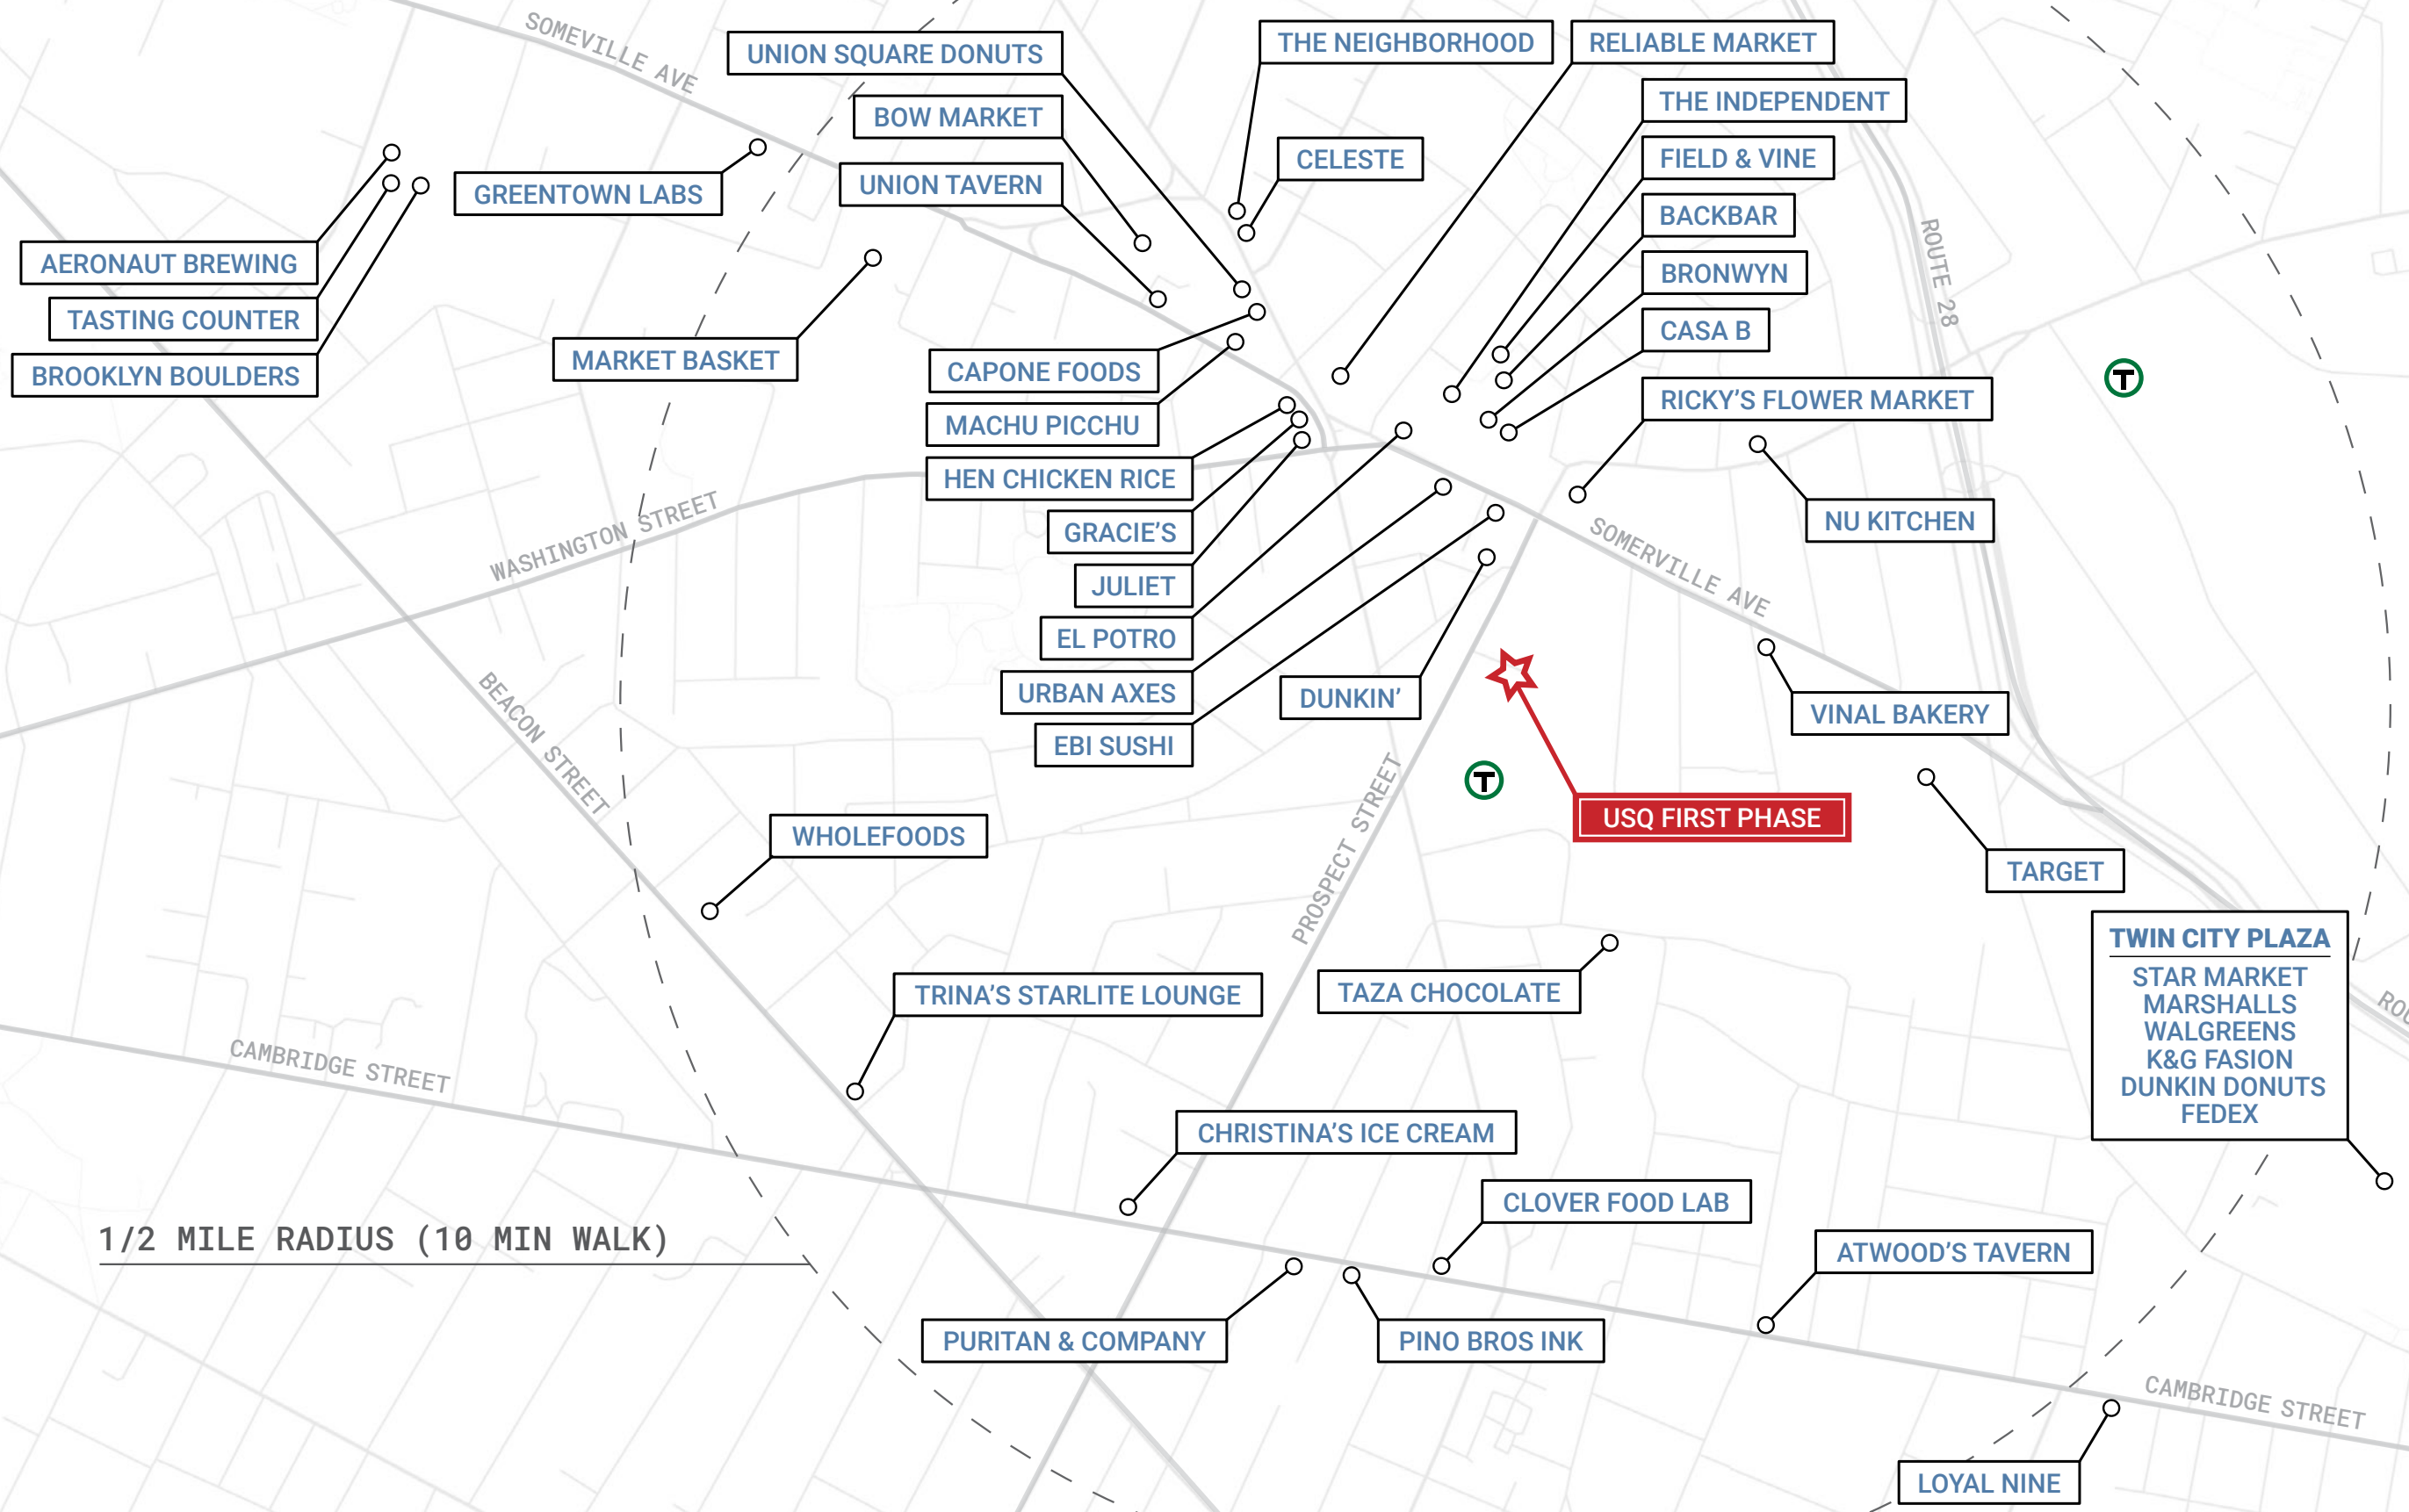 SOMEVILLE AVE
UNION SQUARE DONUTS
THE NEIGHBORHOOD
RELIABLE MARKET
BOW MARKET
THE INDEPENDENT
CELESTE
FIELD & VINE
UNION TAVERN
GREENTOWN LABS
BACKBAR
ROUTE 28
AERONAUT BREWING
BRONWYN
TASTING COUNTER
CASA B
MARKET BASKET
BROOKLYN BOULDERS
CAPONE FOODS
T
RICKY’S FLOWER MARKET
MACHU PICCHU
HEN CHICKEN RICE
WASHINGTON STREET
GRACIE’S
NU KITCHEN
SOMERVILLE AVE
JULIET
EL POTRO
URBAN AXES
DUNKIN’
VINAL BAKERY
BEACON STREET
EBI SUSHI
T
USQ FIRST PHASE
WHOLEFOODS
PROSPECT STREET
TARGET
TWIN CITY PLAZA
STAR MARKET
MARSHALLS
WALGREENS
K&G FASION
DUNKIN DONUTS
FEDEX
ROU
TRINA’S STARLITE LOUNGE
TAZA CHOCOLATE
CAMBRIDGE STREET
CHRISTINA’S ICE CREAM
CLOVER FOOD LAB
1/2 MILE RADIUS (10 MIN WALK)
ATWOOD’S TAVERN
PURITAN & COMPANY
PINO BROS INK
CAMBRIDGE STREET
LOYAL NINE